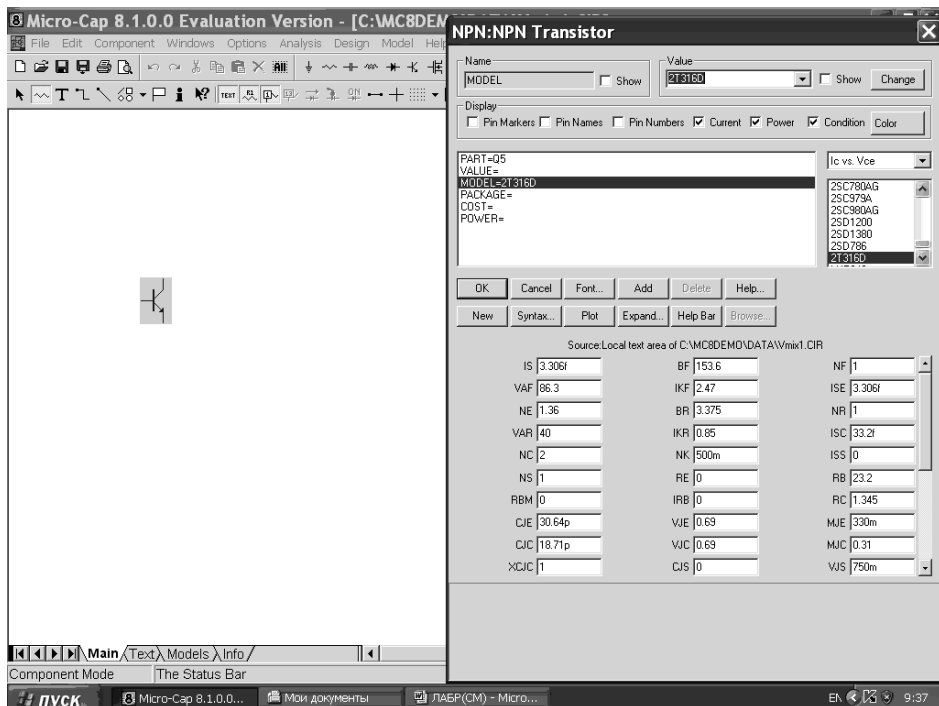 Micro-Cap 8.1.0.0 Evaluation Version - [C:\MC8DEM
File Edit Component Windows Options Analysis Design Model Help
NPN:NPN Transistor
Name
MODEL
Show
Value
2T316D
Show
Change
Display
Pin Markers Pin Names Pin Numbers Current Power Condition Color
PART=Q5
VALUE=
MODEL=2T316D
PACKAGE=
COST=
POWER=
Ic vs. Vce
2SC780AG
2SC979A
2SC980AG
2SD1200
2SD1380
2SD786
2T316D
OK Cancel Font... Add Delete Help...
New Syntax... Plot Expand... Help Bar Browse...
Source:Local text area of C:\MC8DEMO\DATA\Vmix1.CIR
IS 3.306f BF 153.6 NF 1
VAF 86.3 IKF 2.47 ISE 3.306f
NE 1.36 BR 3.375 NR 1
VAR 40 IKR 0.85 ISC 33.2f
NC 2 NK 500m ISS 0
NS 1 RE 0 RB 23.2
RBM 0 IRB 0 RC 1.345
CJE 30.64p VJE 0.69 MJE 330m
CJC 18.71p VJC 0.69 MJC 0.31
XCJC 1 CJS 0 VJS 750m
Main Text Models Info
Component Mode The Status Bar
пуск Micro-Cap 8.1.0.0... Мои документы ЛАБР(СМ) - Micro... EN 9:37